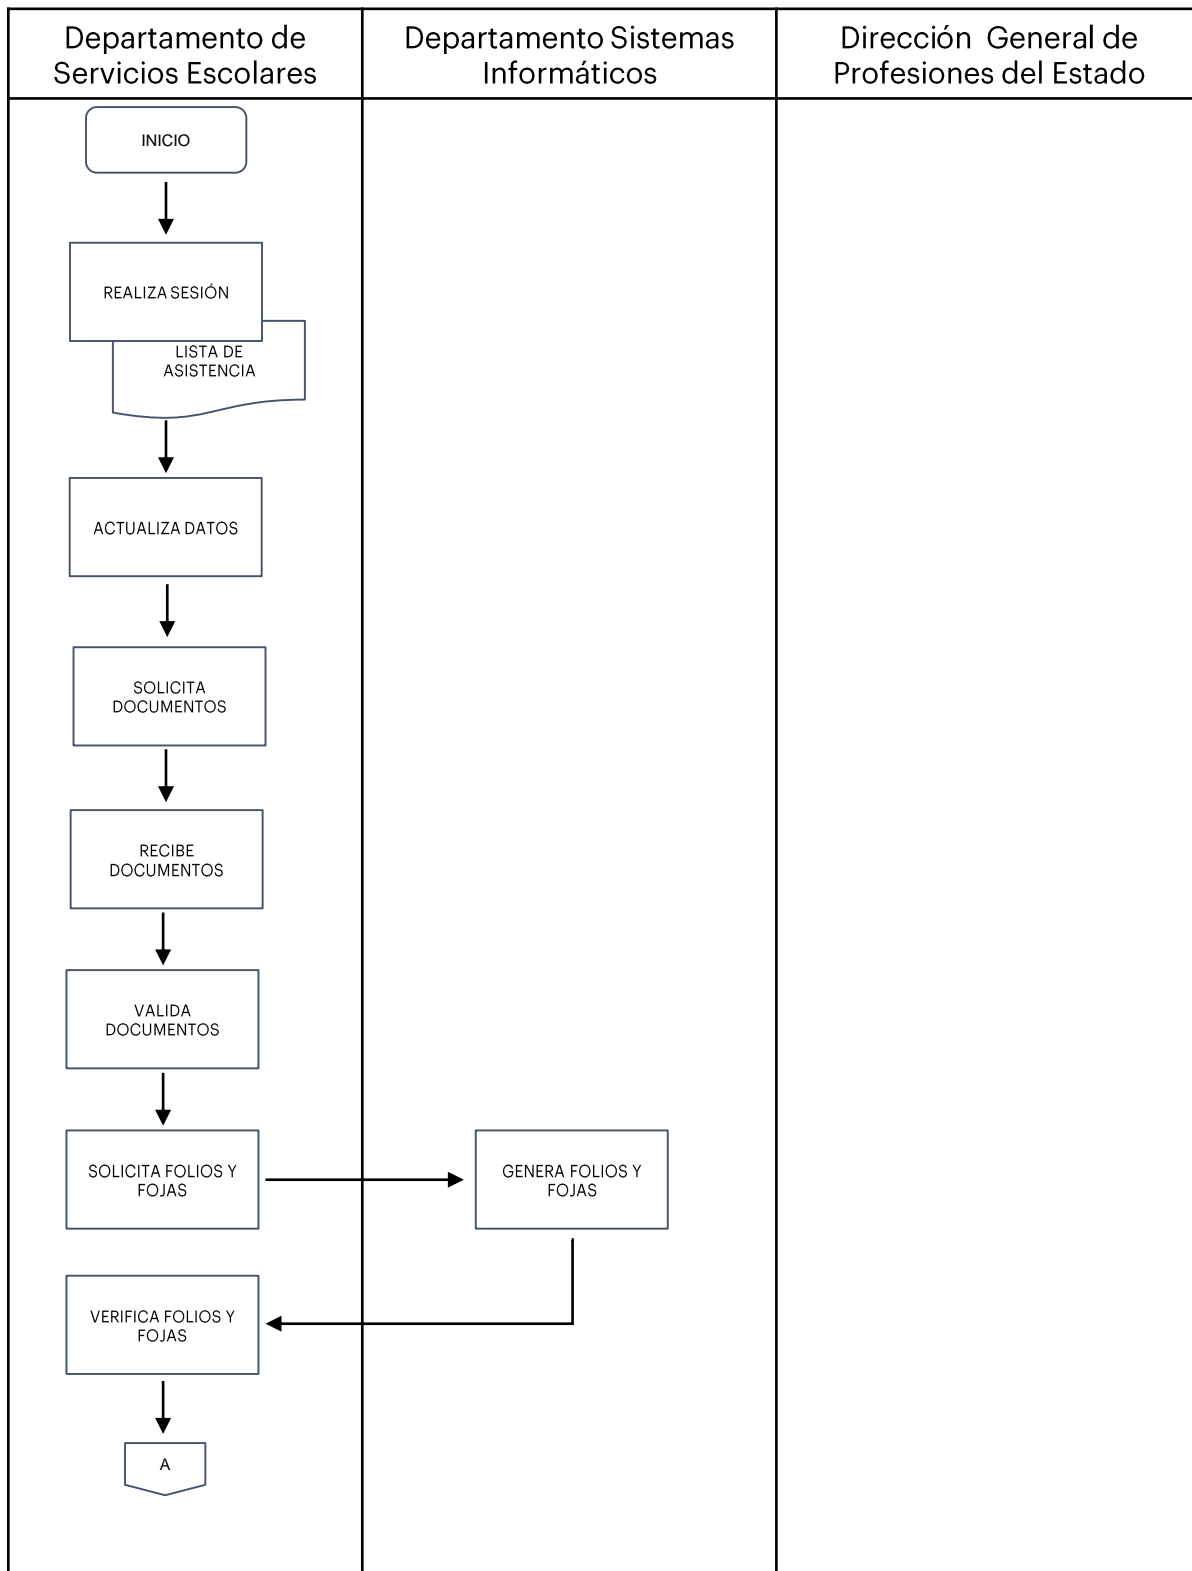 Departamento de
Servicios Escolares
Departamento Sistemas
Informáticos
Dirección General de
Profesiones del Estado
INICIO
REALIZA SESIÓN
LISTA DE
ASISTENCIA
ACTUALIZA DATOS
SOLICITA
DOCUMENTOS
RECIBE
DOCUMENTOS
VALIDA
DOCUMENTOS
SOLICITA FOLIOS Y
FOJAS
GENERA FOLIOS Y
FOJAS
VERIFICA FOLIOS Y
FOJAS
A